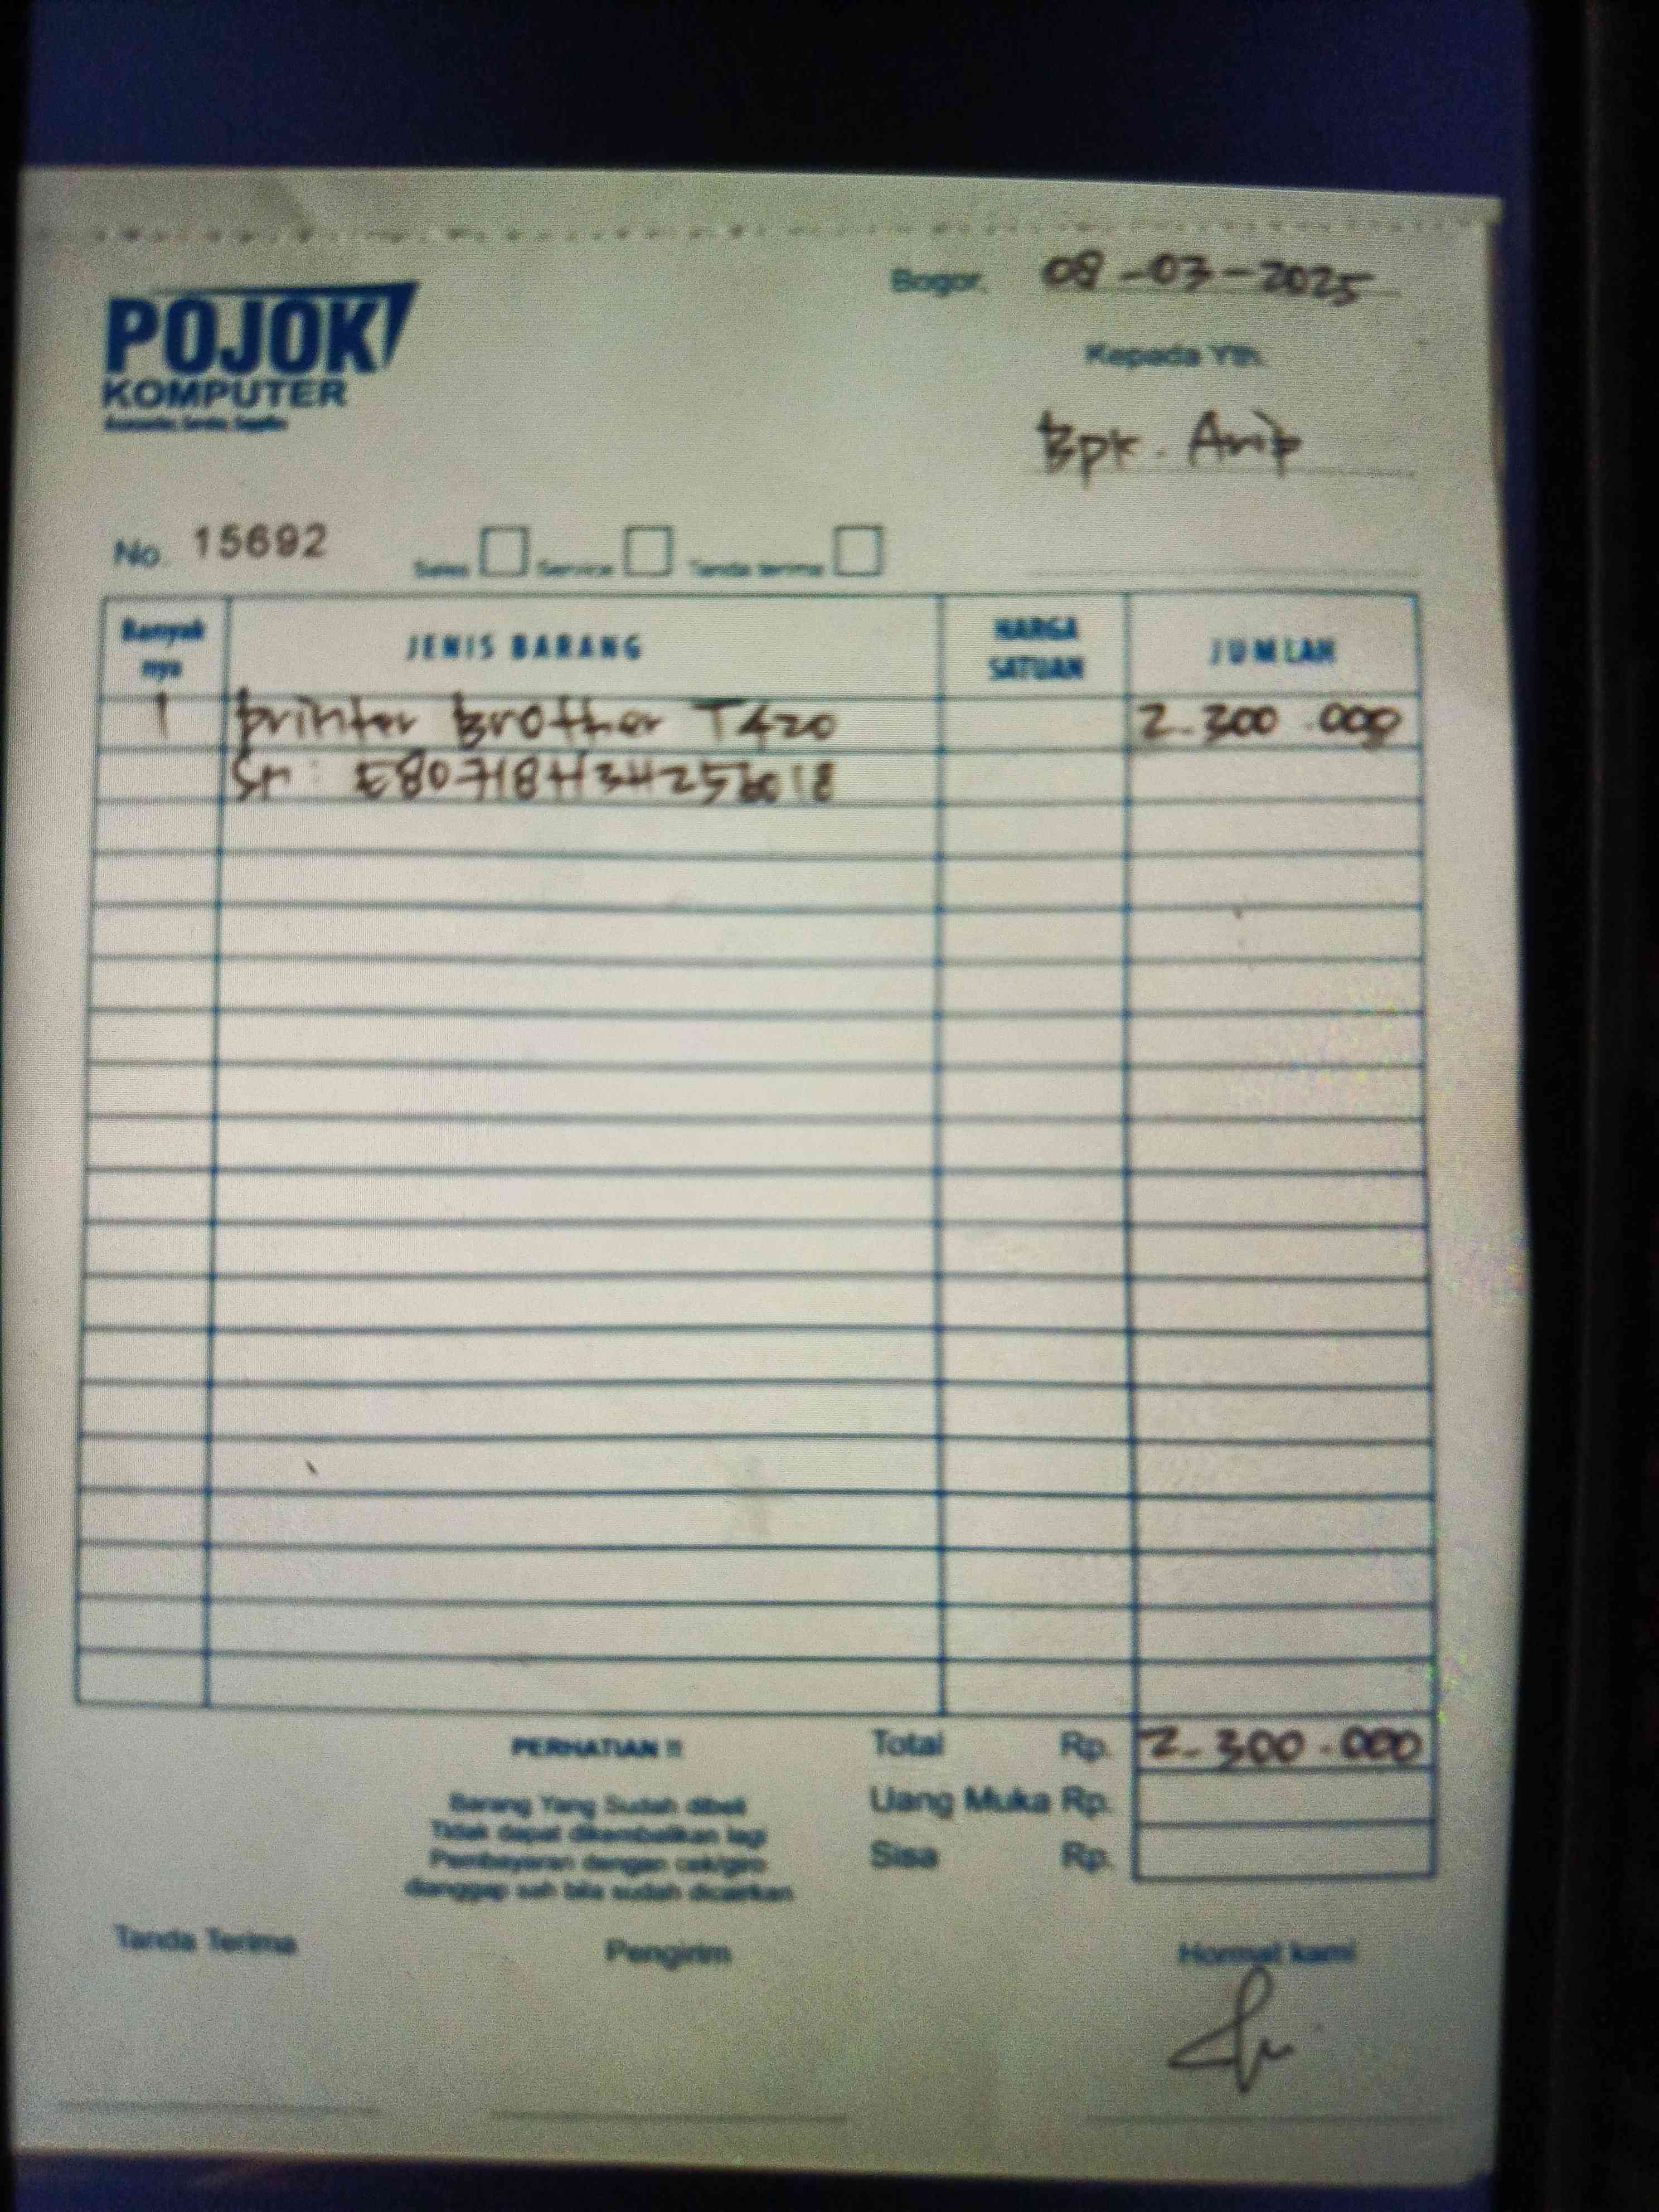 Bogor, 08-03-2025
POJOK
KOMPUTER
Kepada Yth.
Bpk. Arip
No. 15692 Sales Service Tanda terima
Banyak nya JENIS BARANG HARGA SATUAN JUMLAH
1 printer Brother T420 2.300.000
SN :
PERHATIAN !!
Barang Yang Sudah dibeli
Tidak dapat dikembalikan lagi
Pembayaran dengan cek/giro
dianggap sah bila sudah dicairkan
Total Rp. 2.300.000
Uang Muka Rp.
Sisa Rp.
Tanda Terima Pengirim Hormat kami